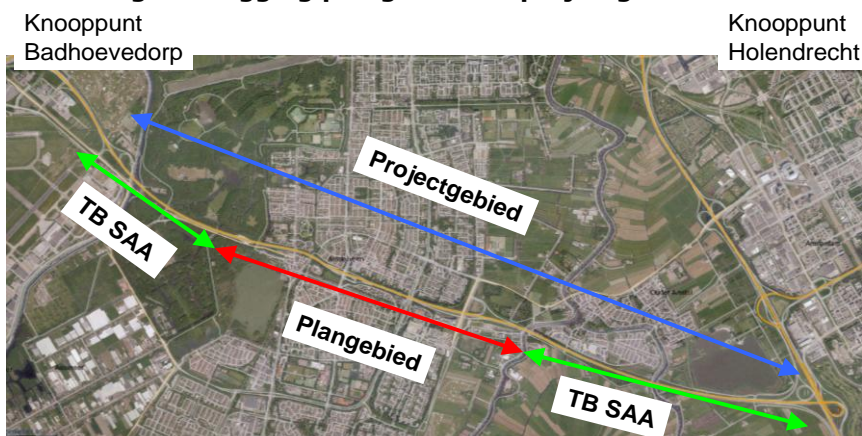 Knooppunt
Badhoevedorp
Knooppunt
Holendrecht
Projectgebied
TB SAA
Plangebied
TB SAA